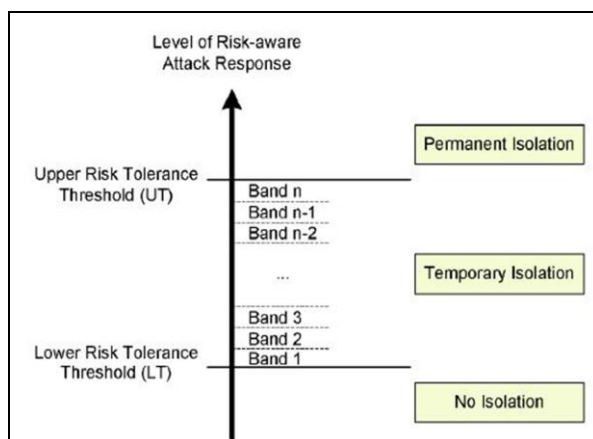 Level of Risk-aware
Attack Response
Permanent Isolation
Upper Risk Tolerance
Threshold (UT)
Band n
Band n-1
Band n-2
...
Temporary Isolation
Band 3
Band 2
Band 1
Lower Risk Tolerance
Threshold (LT)
No Isolation